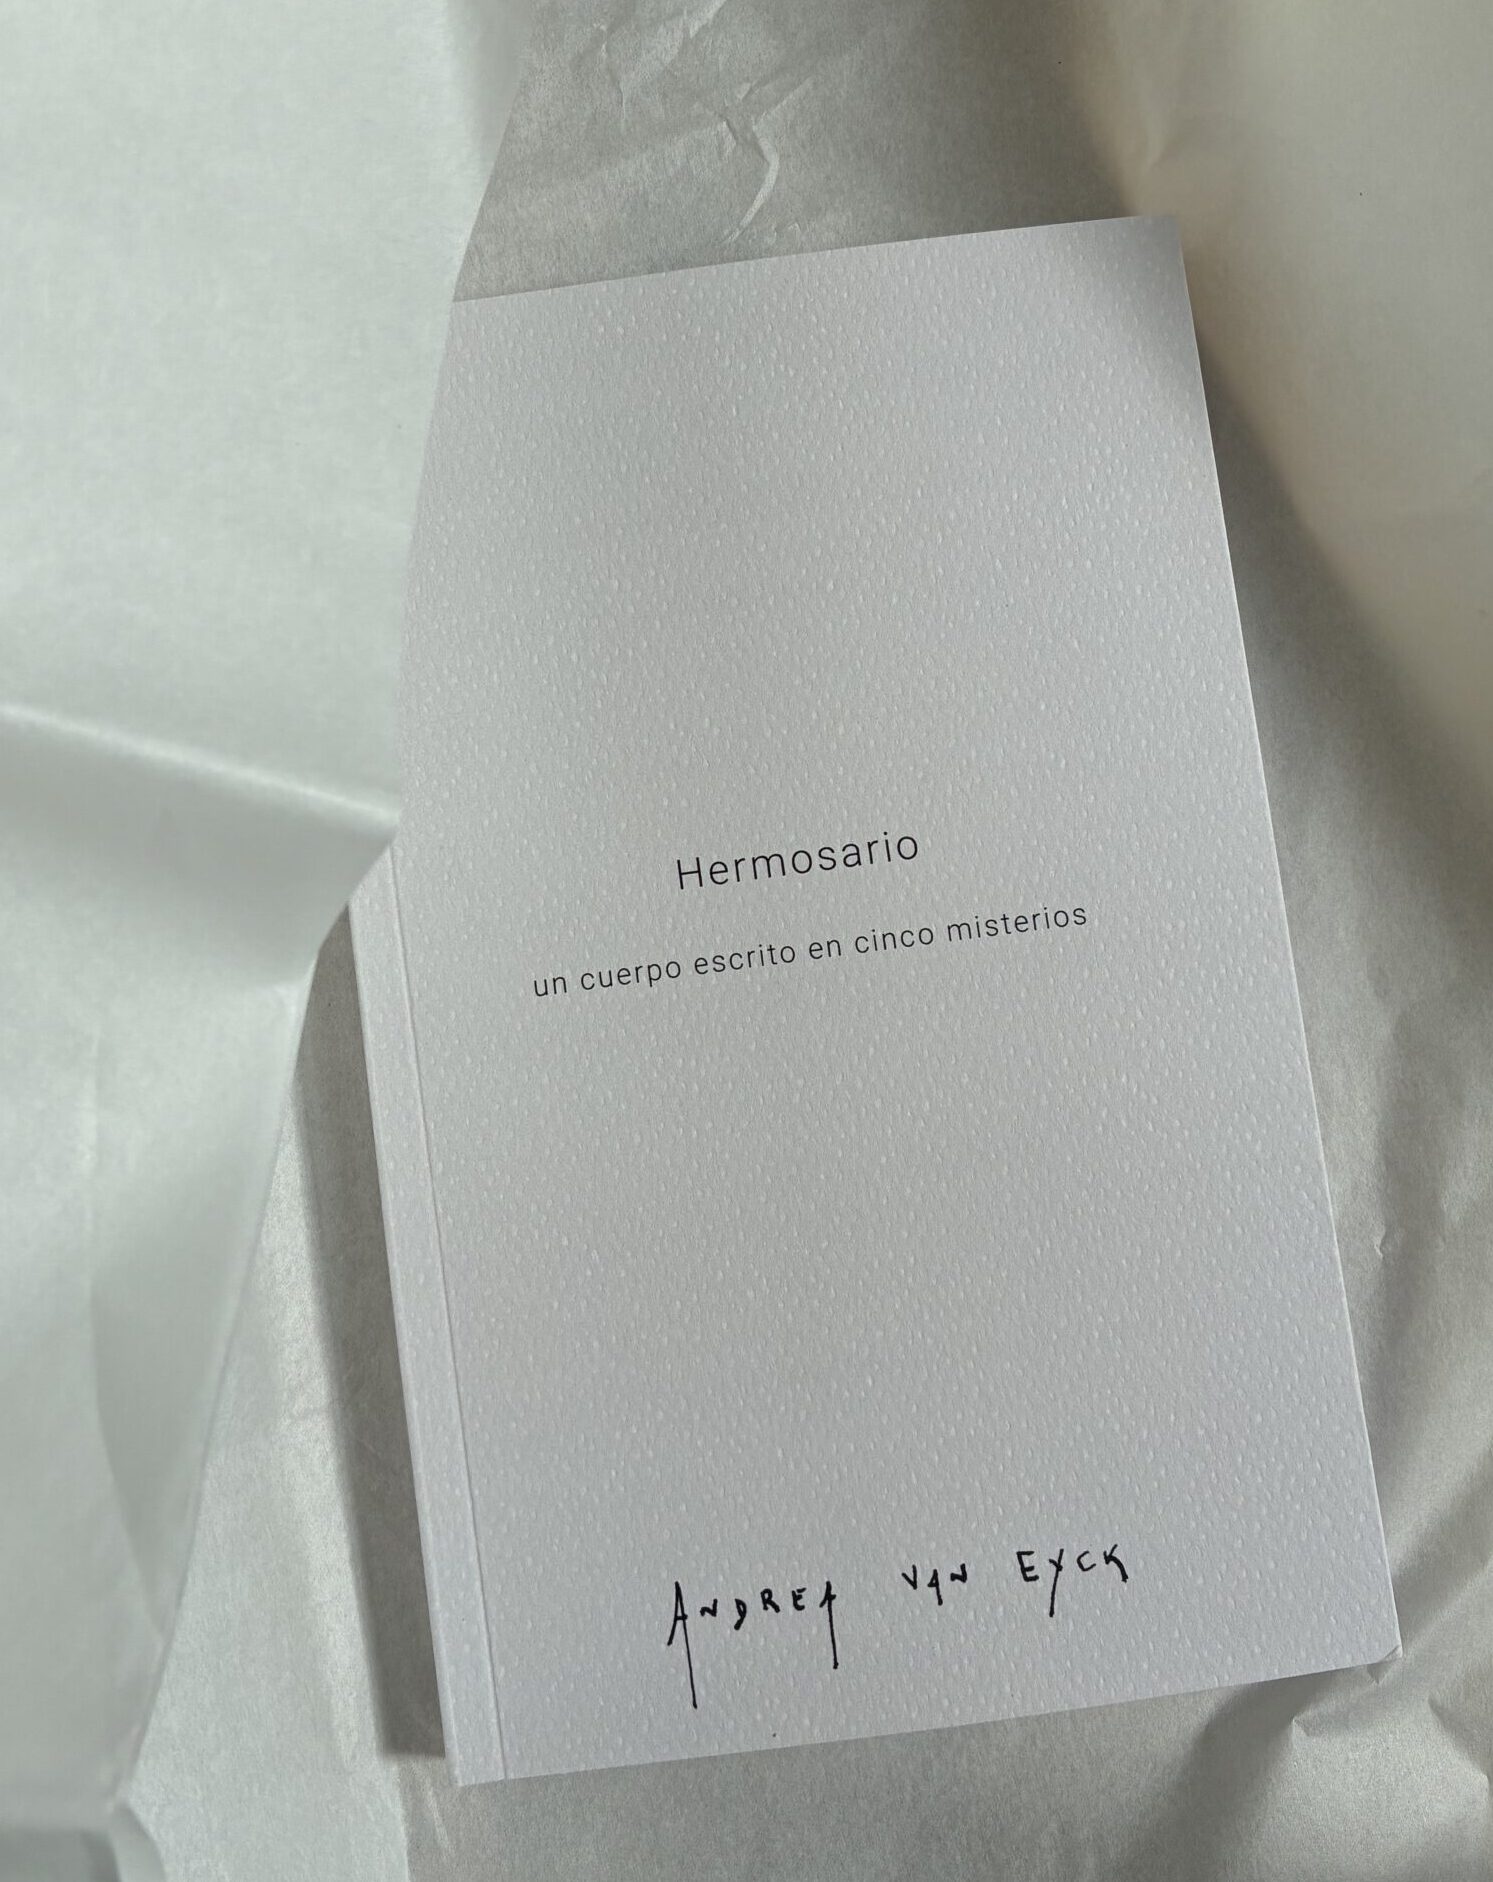 Hermosario
un cuerpo escrito en cinco misterios
ANDREA VAN EYCK